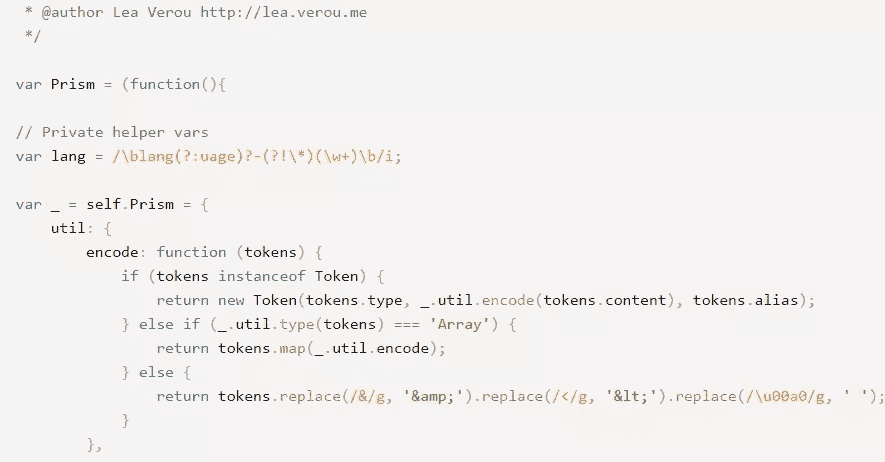 * @author Lea Verou http://lea.verou.me
 */

var Prism = (function(){

// Private helper vars
var lang = /\blang(?:uage)?-(?!\*)(\w+)\b/i;

var _ = self.Prism = {
    util: {
        encode: function (tokens) {
            if (tokens instanceof Token) {
                return new Token(tokens.type, _.util.encode(tokens.content), tokens.alias);
            } else if (_.util.type(tokens) === 'Array') {
                return tokens.map(_.util.encode);
            } else {
                return tokens.replace(/&/g, '&amp;').replace(/</g, '&lt;').replace(/\u00a0/g, ' ');
            }
        },